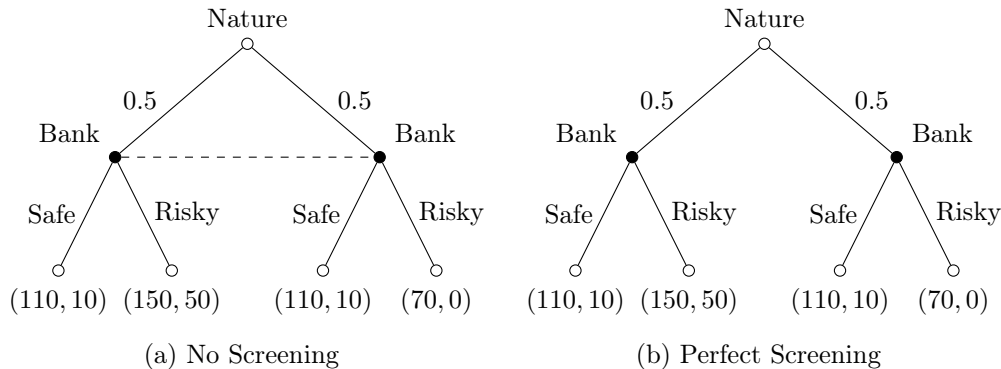 Nature Nature
0.5 0.5 0.5 0.5
Bank Bank Bank Bank
Safe Risky Safe Risky Safe Risky Safe Risky
(110, 10) (150, 50) (110, 10) (70, 0) (110, 10) (150, 50) (110, 10) (70, 0)
(a) No Screening (b) Perfect Screening